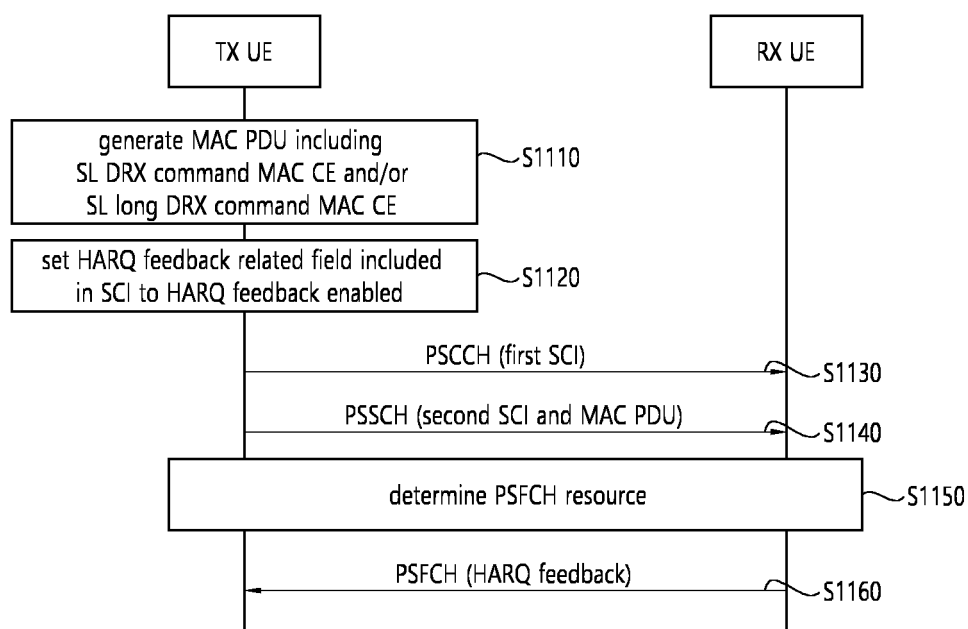 TX UE
RX UE
generate MAC PDU including
SL DRX command MAC CE and/or
SL long DRX command MAC CE
S1110
set HARQ feedback related field included
in SCI to HARQ feedback enabled
S1120
PSCCH (first SCI)
S1130
PSSCH (second SCI and MAC PDU)
S1140
determine PSFCH resource
S1150
PSFCH (HARQ feedback)
S1160